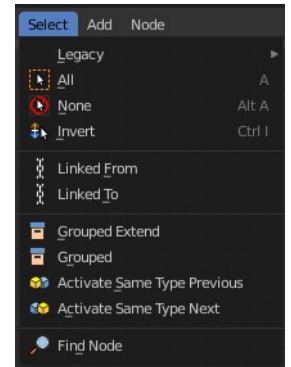 Select Add Node
Legacy
All A
None Alt A
Invert Ctrl I
Linked From
Linked To
Grouped Extend
Grouped
Activate Same Type Previous
Activate Same Type Next
Find Node